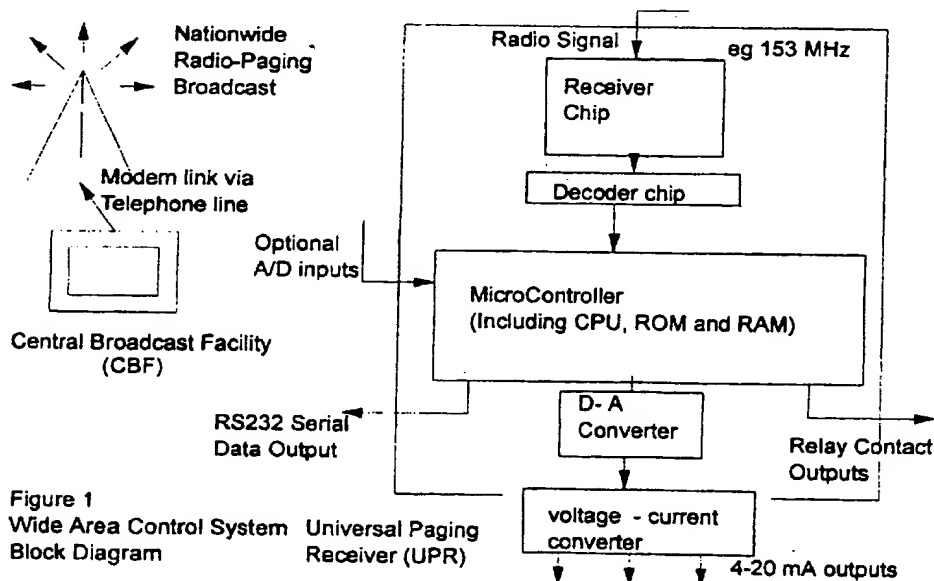 Nationwide
Radio-Paging
Broadcast
Modem link via
Telephone line
Central Broadcast Facility
(CBF)
Radio Signal
eg 153 MHz
Receiver
Chip
Decoder chip
Optional
A/D inputs
MicroController
(Including CPU, ROM and RAM)
RS232 Serial
Data Output
D- A
Converter
Relay Contact
Outputs
voltage - current
converter
4-20 mA outputs
Figure 1
Wide Area Control System
Block Diagram
Universal Paging
Receiver (UPR)